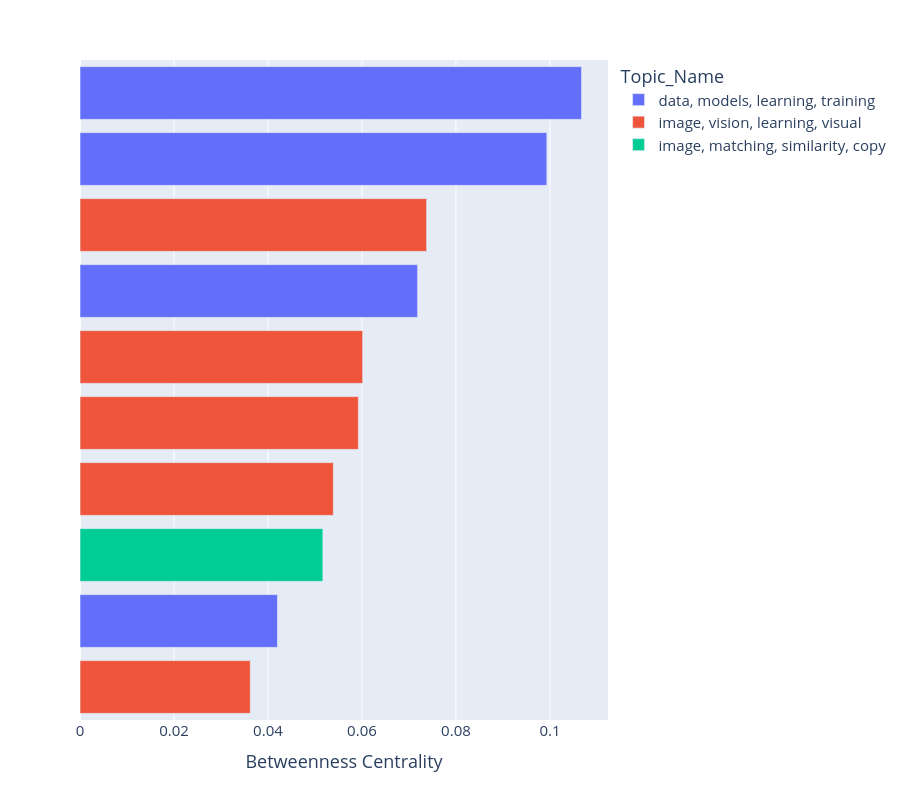 Topic_Name
data, models, learning, training
image, vision, learning, visual
image, matching, similarity, copy
0 0.02 0.04 0.06 0.08 0.1
Betweenness Centrality